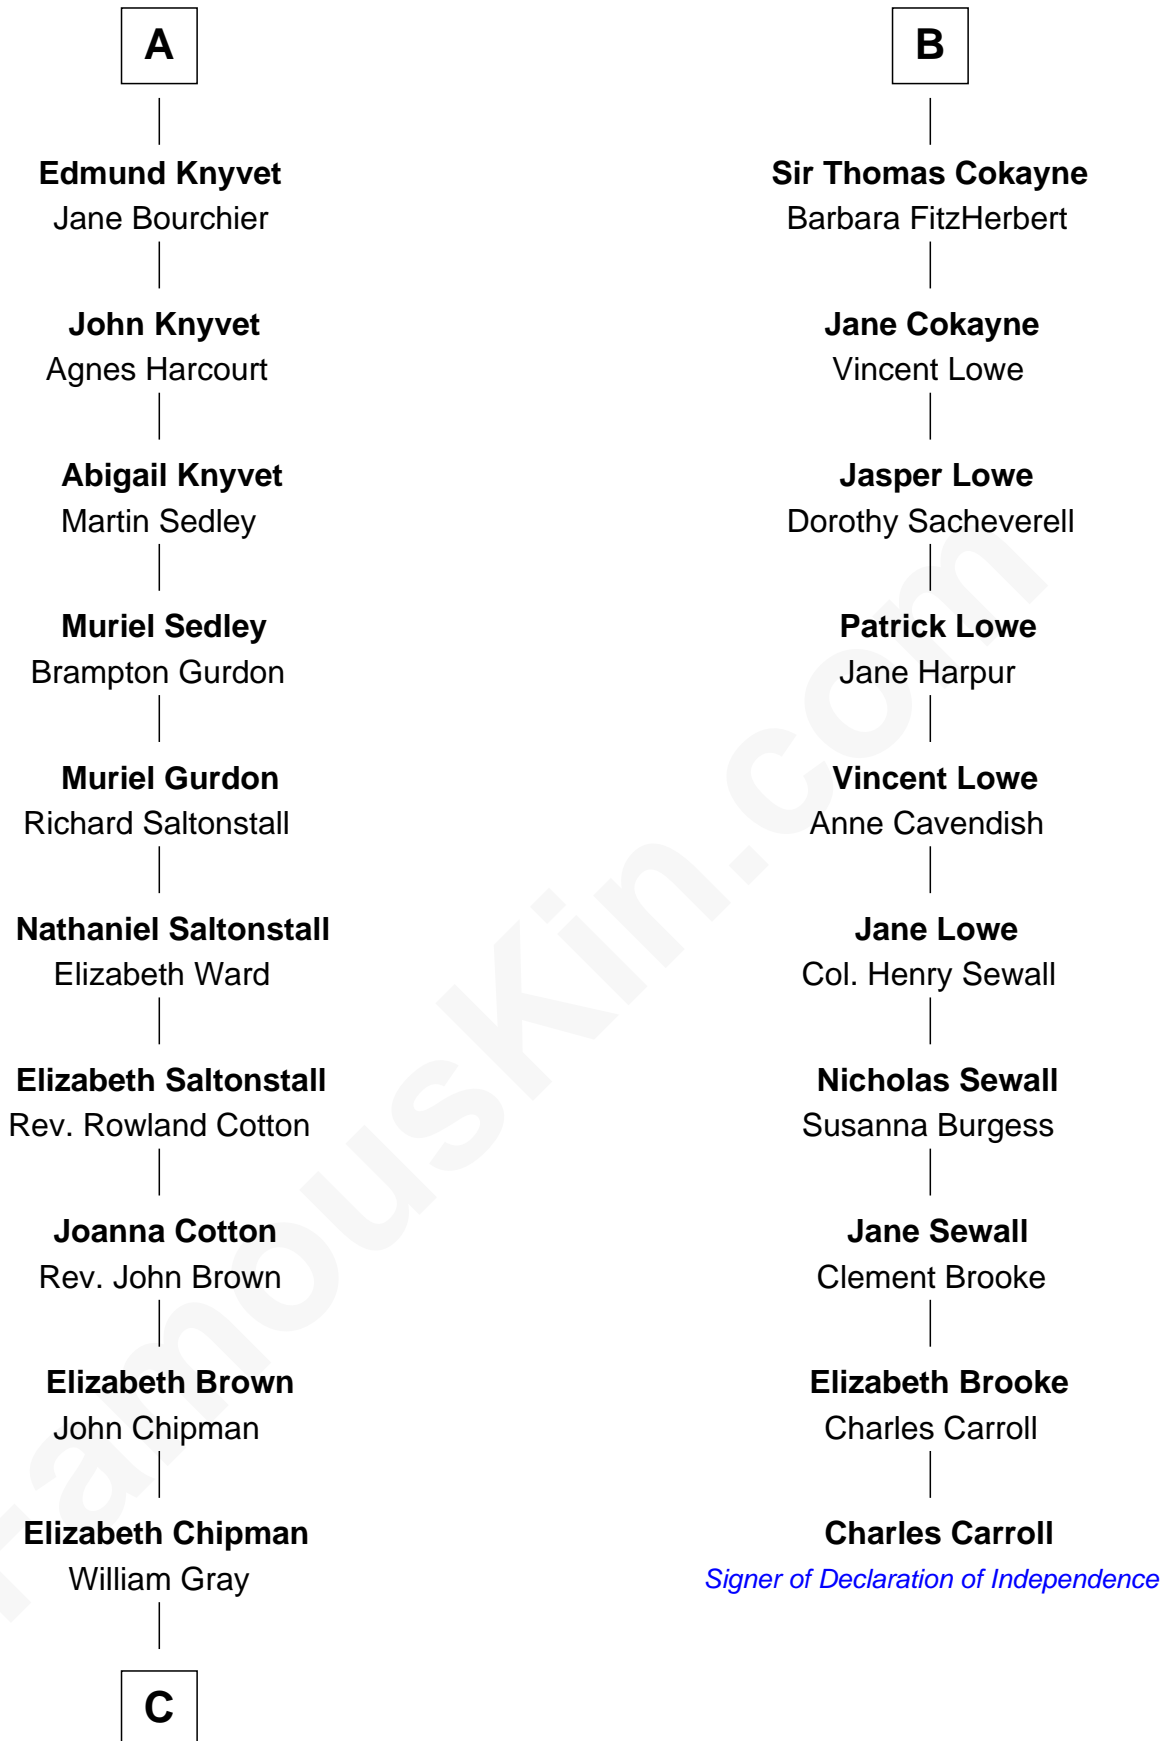 A
Edmund Knyvet
Jane Bourchier
John Knyvet
Agnes Harcourt
Abigail Knyvet
Martin Sedley
Muriel Sedley
Brampton Gurdon
Muriel Gurdon
Richard Saltonstall
Nathaniel Saltonstall
Elizabeth Ward
Elizabeth Saltonstall
Rev. Rowland Cotton
Joanna Cotton
Rev. John Brown
Elizabeth Brown
John Chipman
Elizabeth Chipman
William Gray
C
B
Sir Thomas Cokayne
Barbara FitzHerbert
Jane Cokayne
Vincent Lowe
Jasper Lowe
Dorothy Sacheverell
Patrick Lowe
Jane Harpur
Vincent Lowe
Anne Cavendish
Jane Lowe
Col. Henry Sewall
Nicholas Sewall
Susanna Burgess
Jane Sewall
Clement Brooke
Elizabeth Brooke
Charles Carroll
Charles Carroll
Signer of Declaration of Independence
FamousKin.com